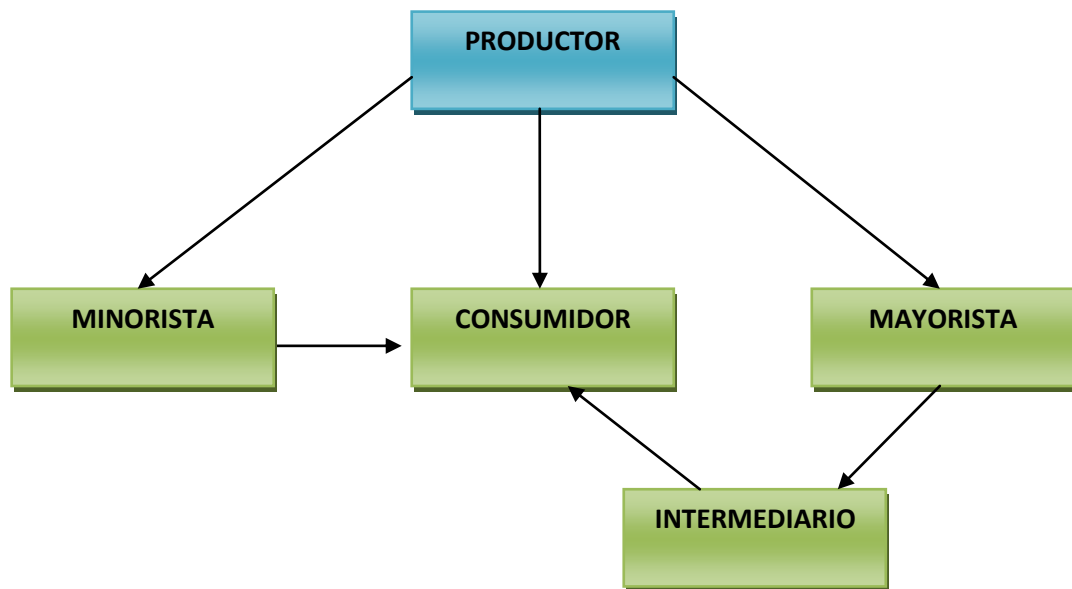 PRODUCTOR
MINORISTA
CONSUMIDOR
MAYORISTA
INTERMEDIARIO